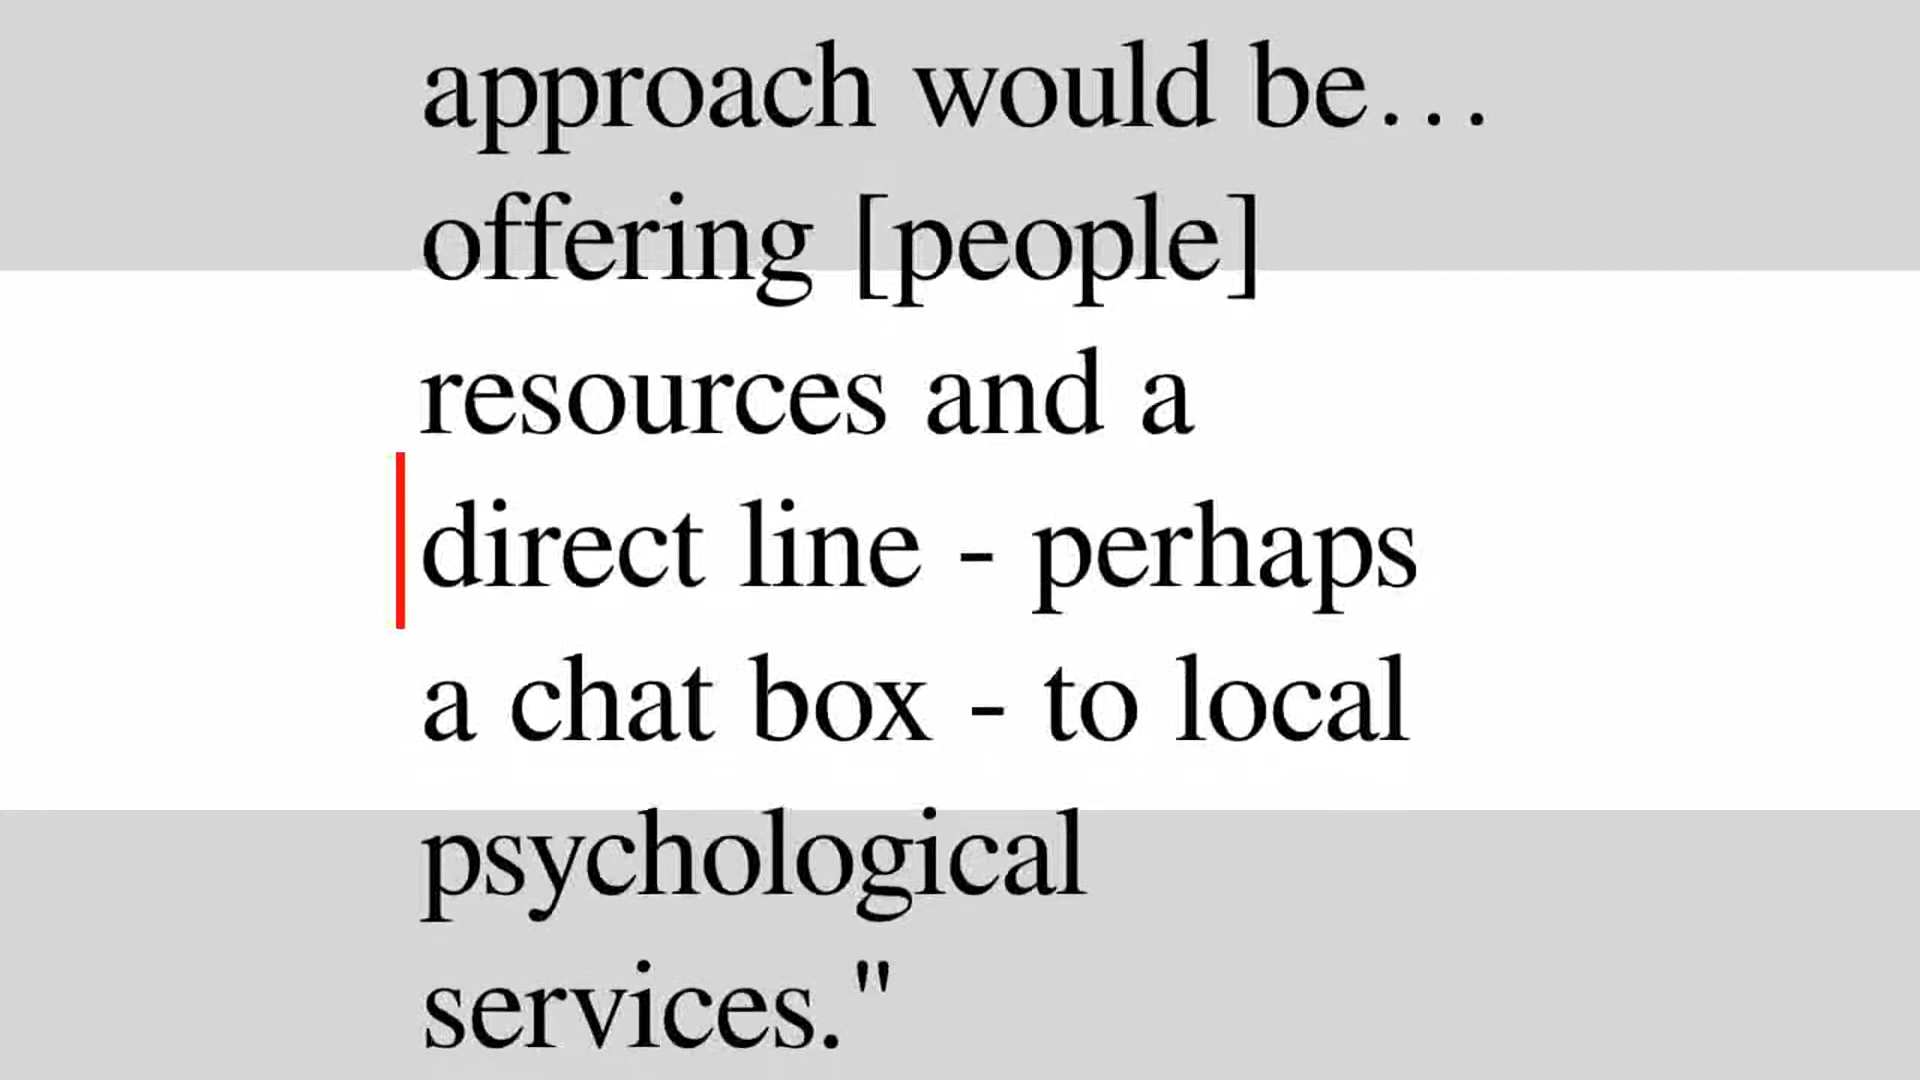 approach would be…
offering [people]
resources and a
direct line - perhaps
a chat box - to local
psychological
services."